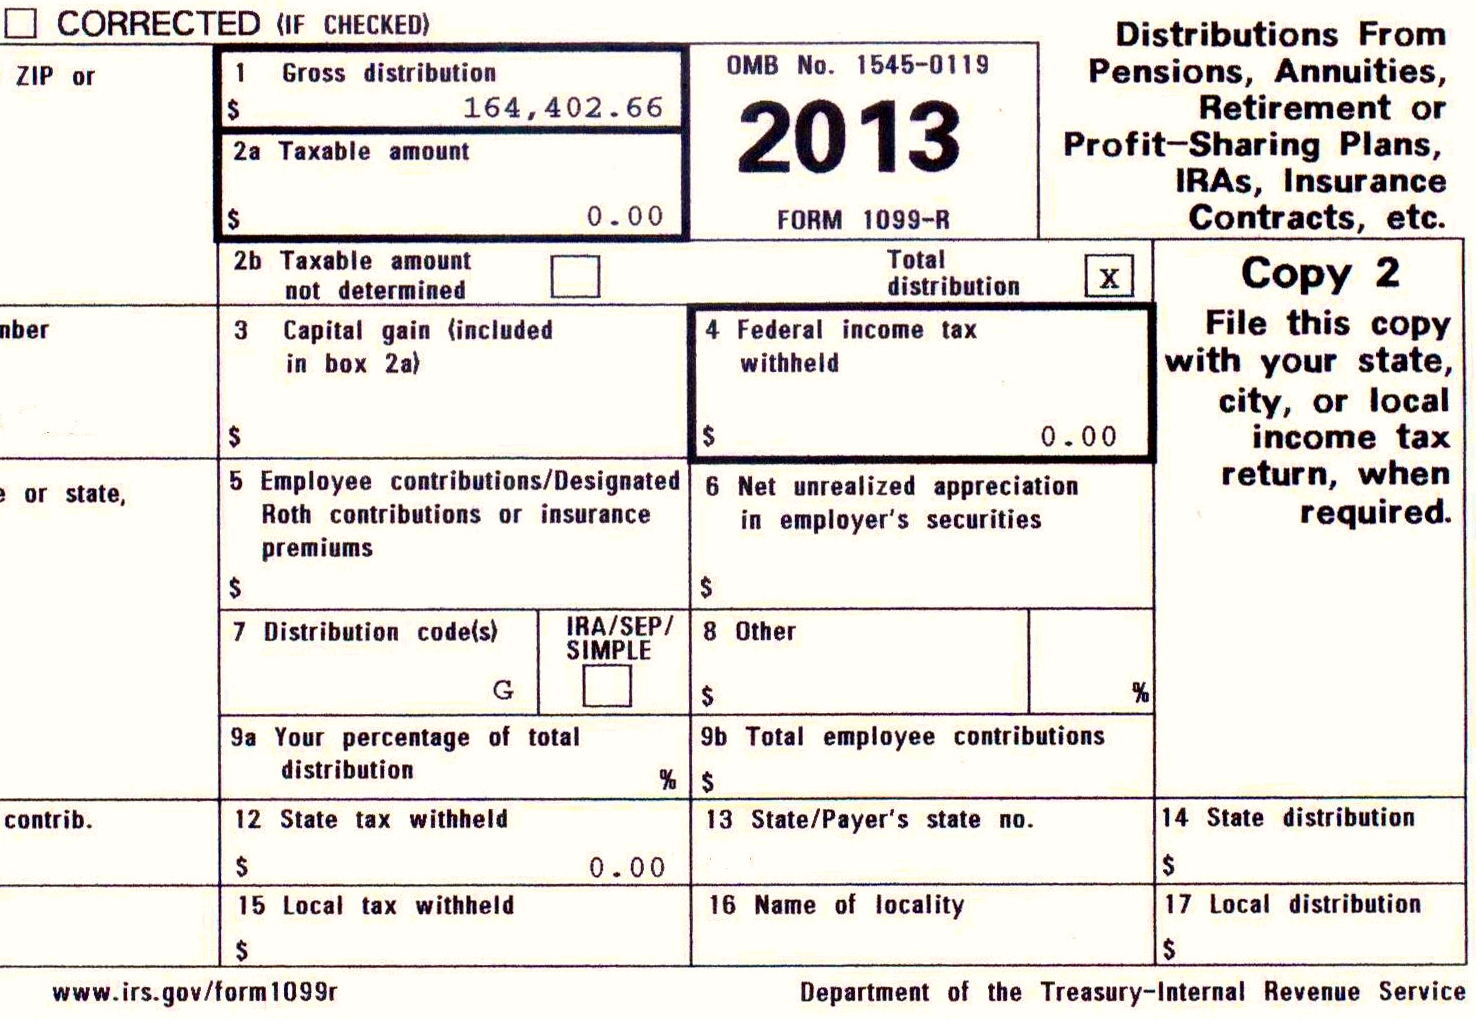 CORRECTED (IF CHECKED)
Distributions From
Pensions, Annuities,
Retirement or
Profit-Sharing Plans,
IRAs, Insurance
Contracts, etc.
ZIP or
1 Gross distribution
$ 164,402.66
2a Taxable amount
$ 0.00
OMB No. 1545-0119
2013
FORM 1099-R
2b Taxable amount
not determined
Total
distribution X
Copy 2
File this copy
with your state,
city, or local
income tax
return, when
required.
nber
3 Capital gain (included
in box 2a)
$
4 Federal income tax
withheld
$ 0.00
e or state,
5 Employee contributions/Designated
Roth contributions or insurance
premiums
$
6 Net unrealized appreciation
in employer's securities
$
7 Distribution code(s)
G
IRA/SEP/
SIMPLE
8 Other
$ %
9a Your percentage of total
distribution %
9b Total employee contributions
$
contrib.
12 State tax withheld
$ 0.00
13 State/Payer's state no.
14 State distribution
$
15 Local tax withheld
$
16 Name of locality
17 Local distribution
$
www.irs.gov/form1099r
Department of the Treasury-Internal Revenue Service